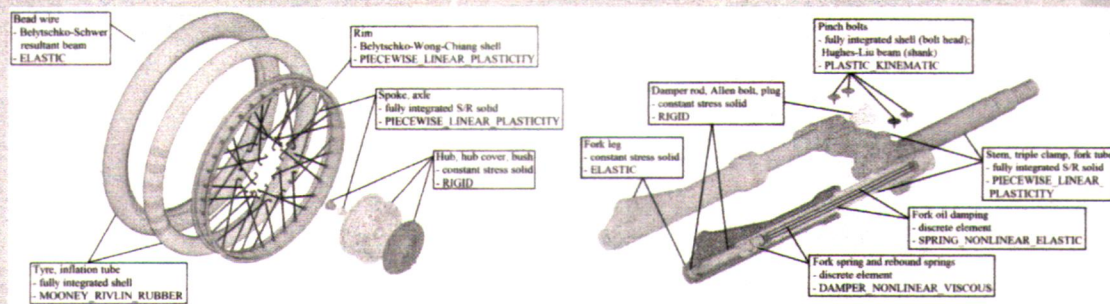 Bead wire
- Belytschko-Schwer
resultant beam
- ELASTIC
Rim
- Belytschko-Wong-Chiang shell
- PIECEWISE_LINEAR_PLASTICITY
Spoke, axle
- fully integrated S/R solid
- PIECEWISE_LINEAR_PLASTICITY
Hub, hub cover, bush
- constant stress solid
- RIGID
Tyre, inflation tube
- fully integrated shell
- MOONEY_RIVLIN_RUBBER
Pinch bolts
- fully integrated shell (bolt head);
Hughes-Liu beam (shank)
- PLASTIC_KINEMATIC
Damper rod, Allen bolt, plug
- constant stress solid
- RIGID
Fork leg
- constant stress solid
- ELASTIC
Stem, triple clamp, fork tube
- fully integrated S/R solid
- PIECEWISE_LINEAR_
PLASTICITY
Fork oil damping
- discrete element
- SPRING_NONLINEAR_ELASTIC
Fork spring and rebound springs
- discrete element
- DAMPER_NONLINEAR_VISCOUS